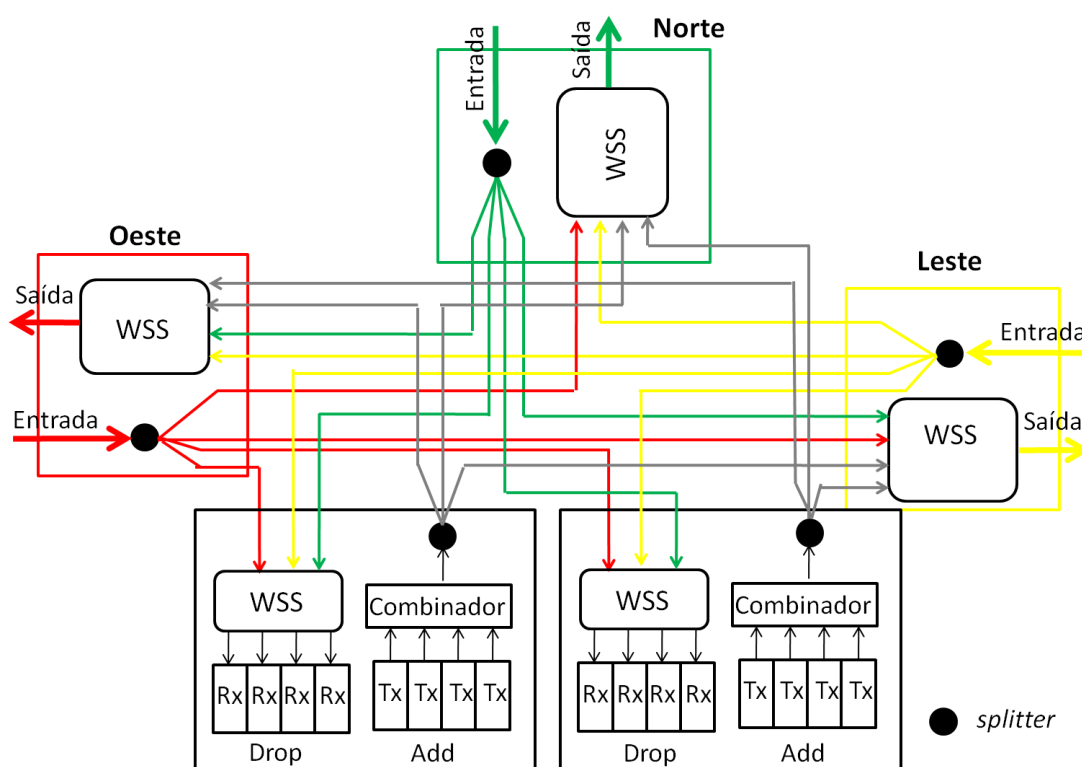 Norte
Entrada
Saída
WSS
Oeste
Saída
WSS
Entrada
Leste
Entrada
WSS
Saída
WSS
Combinador
Rx Rx Rx Rx
Tx Tx Tx Tx
Drop
Add
WSS
Combinador
Rx Rx Rx Rx
Tx Tx Tx Tx
Drop
Add
splitter